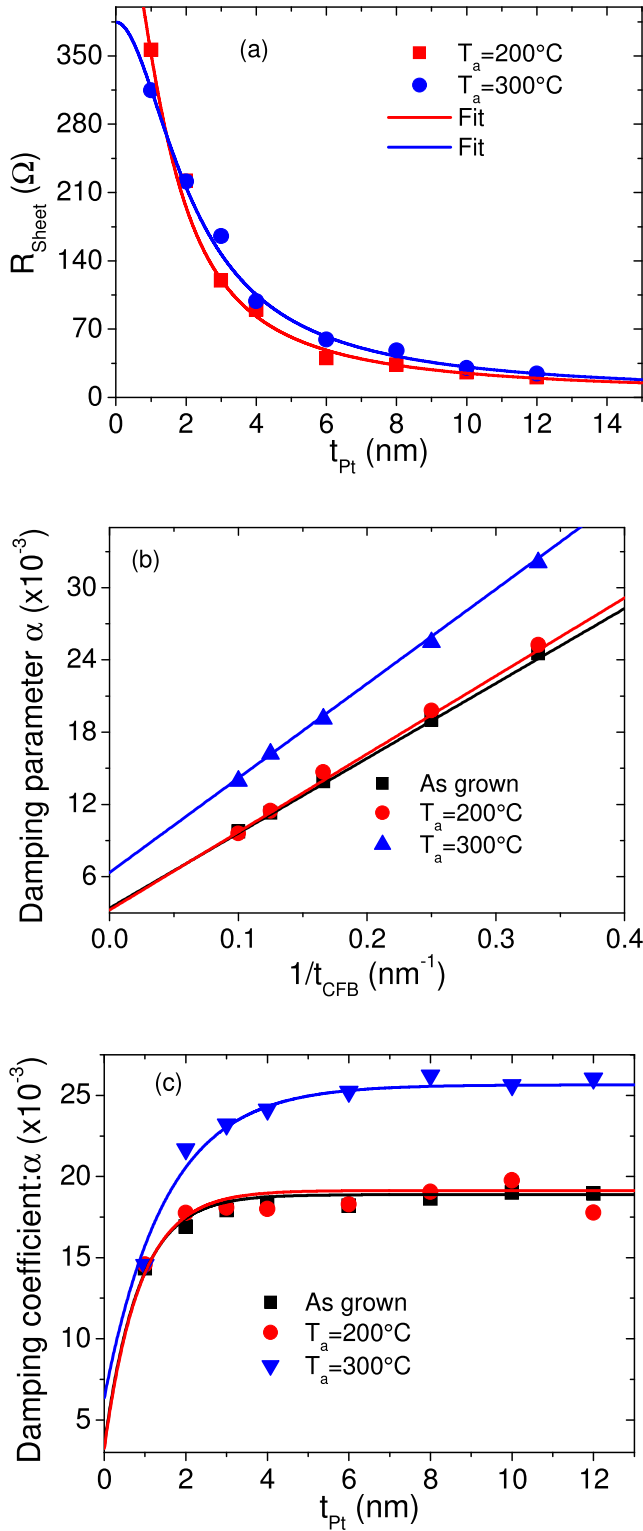 (a)
T_a=200°C
T_a=300°C
Fit
Fit
350
280
210
140
70
0
R_Sheet (Ω)
0 2 4 6 8 10 12 14
t_Pt (nm)
(b)
30
24
18
12
6
Damping parameter α (x10^-3)
As grown
T_a=200°C
T_a=300°C
0.0 0.1 0.2 0.3 0.4
1/t_CFB (nm^-1)
(c)
25
20
15
10
5
Damping coefficient:α (x10^-3)
As grown
T_a=200°C
T_a=300°C
0 2 4 6 8 10 12
t_Pt (nm)